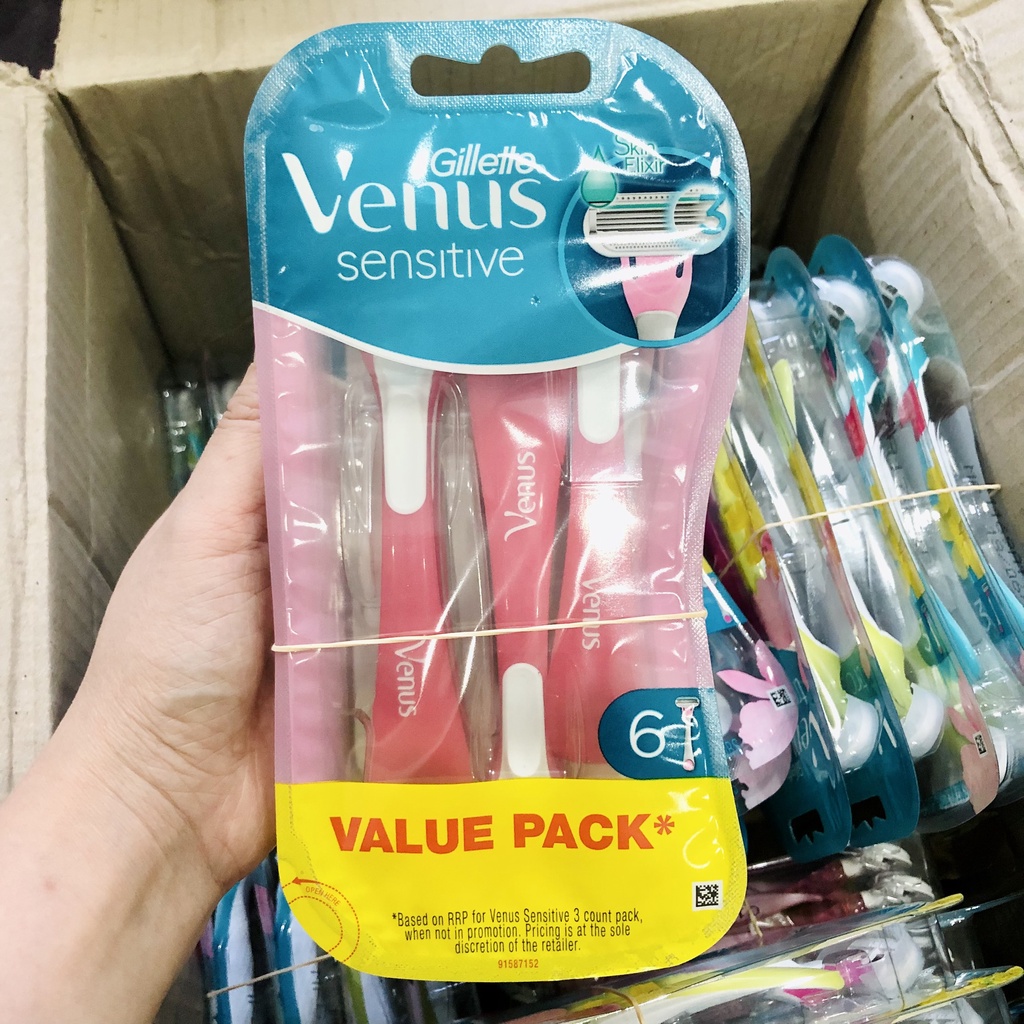 Gillette
Venus
sensitive
Skin
Elixir
3
Venus
Venus
Venus
6
VALUE PACK*
OPEN HERE
*Based on RRP for Venus Sensitive 3 count pack,
when not in promotion. Pricing is at the sole
discretion of the retailer.
91587152